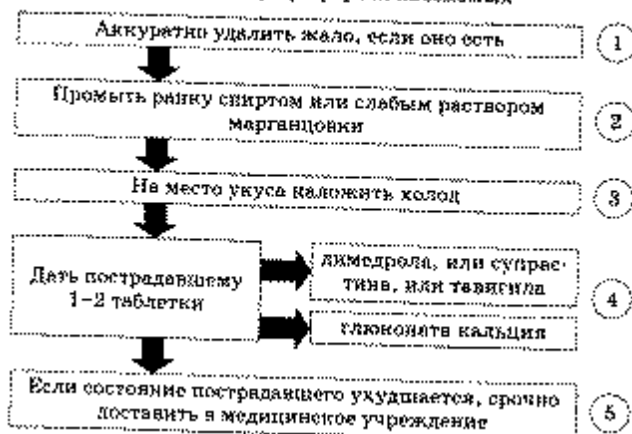 Аккуратно удалить жало, если оно есть
1
Промыть ранку спиртом или слабым раствором
марганцовки
2
На место укуса наложить холод
3
Дать пострадавшему
1–2 таблетки
димедрола, или супрас-
тина, или тавигила
4
глюконата кальция
Если состояние пострадавшего ухудшается, срочно
доставить в медицинское учреждение
5